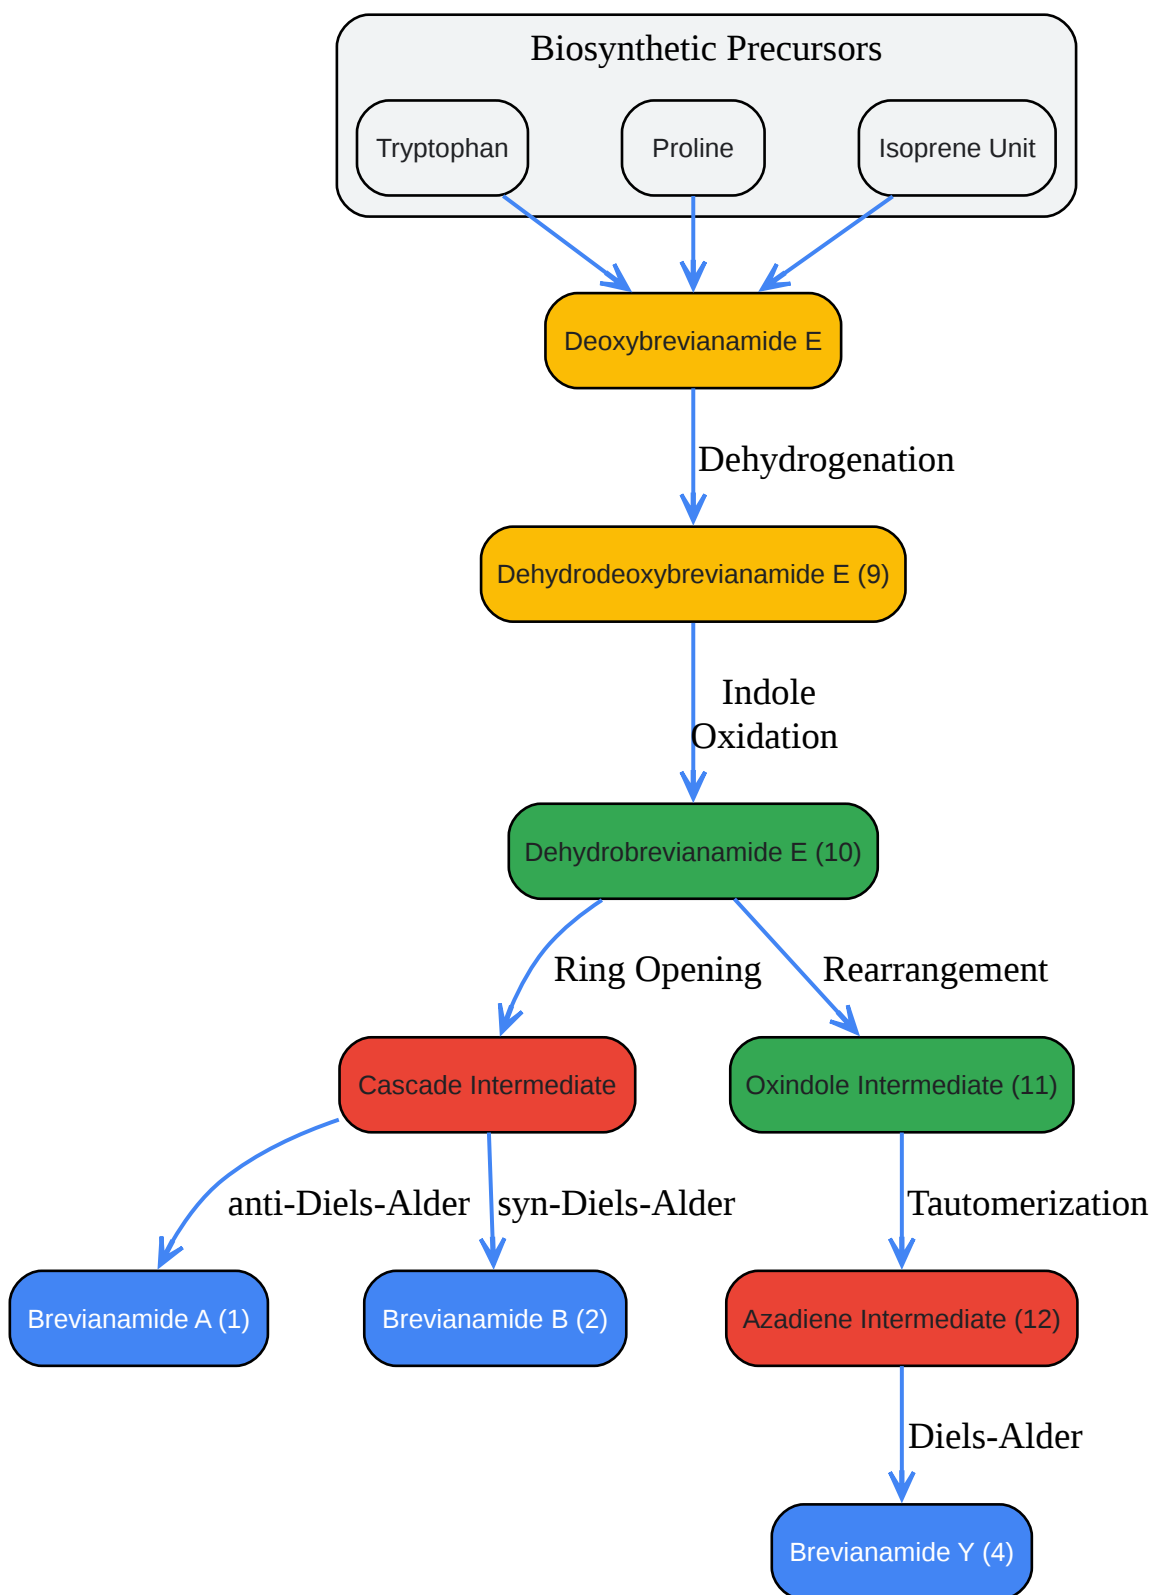 Biosynthetic Precursors
Tryptophan
Proline
Isoprene Unit
Deoxybrevianamide E
Dehydrogenation
Dehydrodeoxybrevianamide E (9)
Indole
Oxidation
Dehydrobrevianamide E (10)
Ring Opening
Rearrangement
Cascade Intermediate
Oxindole Intermediate (11)
anti-Diels-Alder
syn-Diels-Alder
Tautomerization
Brevianamide A (1)
Brevianamide B (2)
Azadiene Intermediate (12)
Diels-Alder
Brevianamide Y (4)